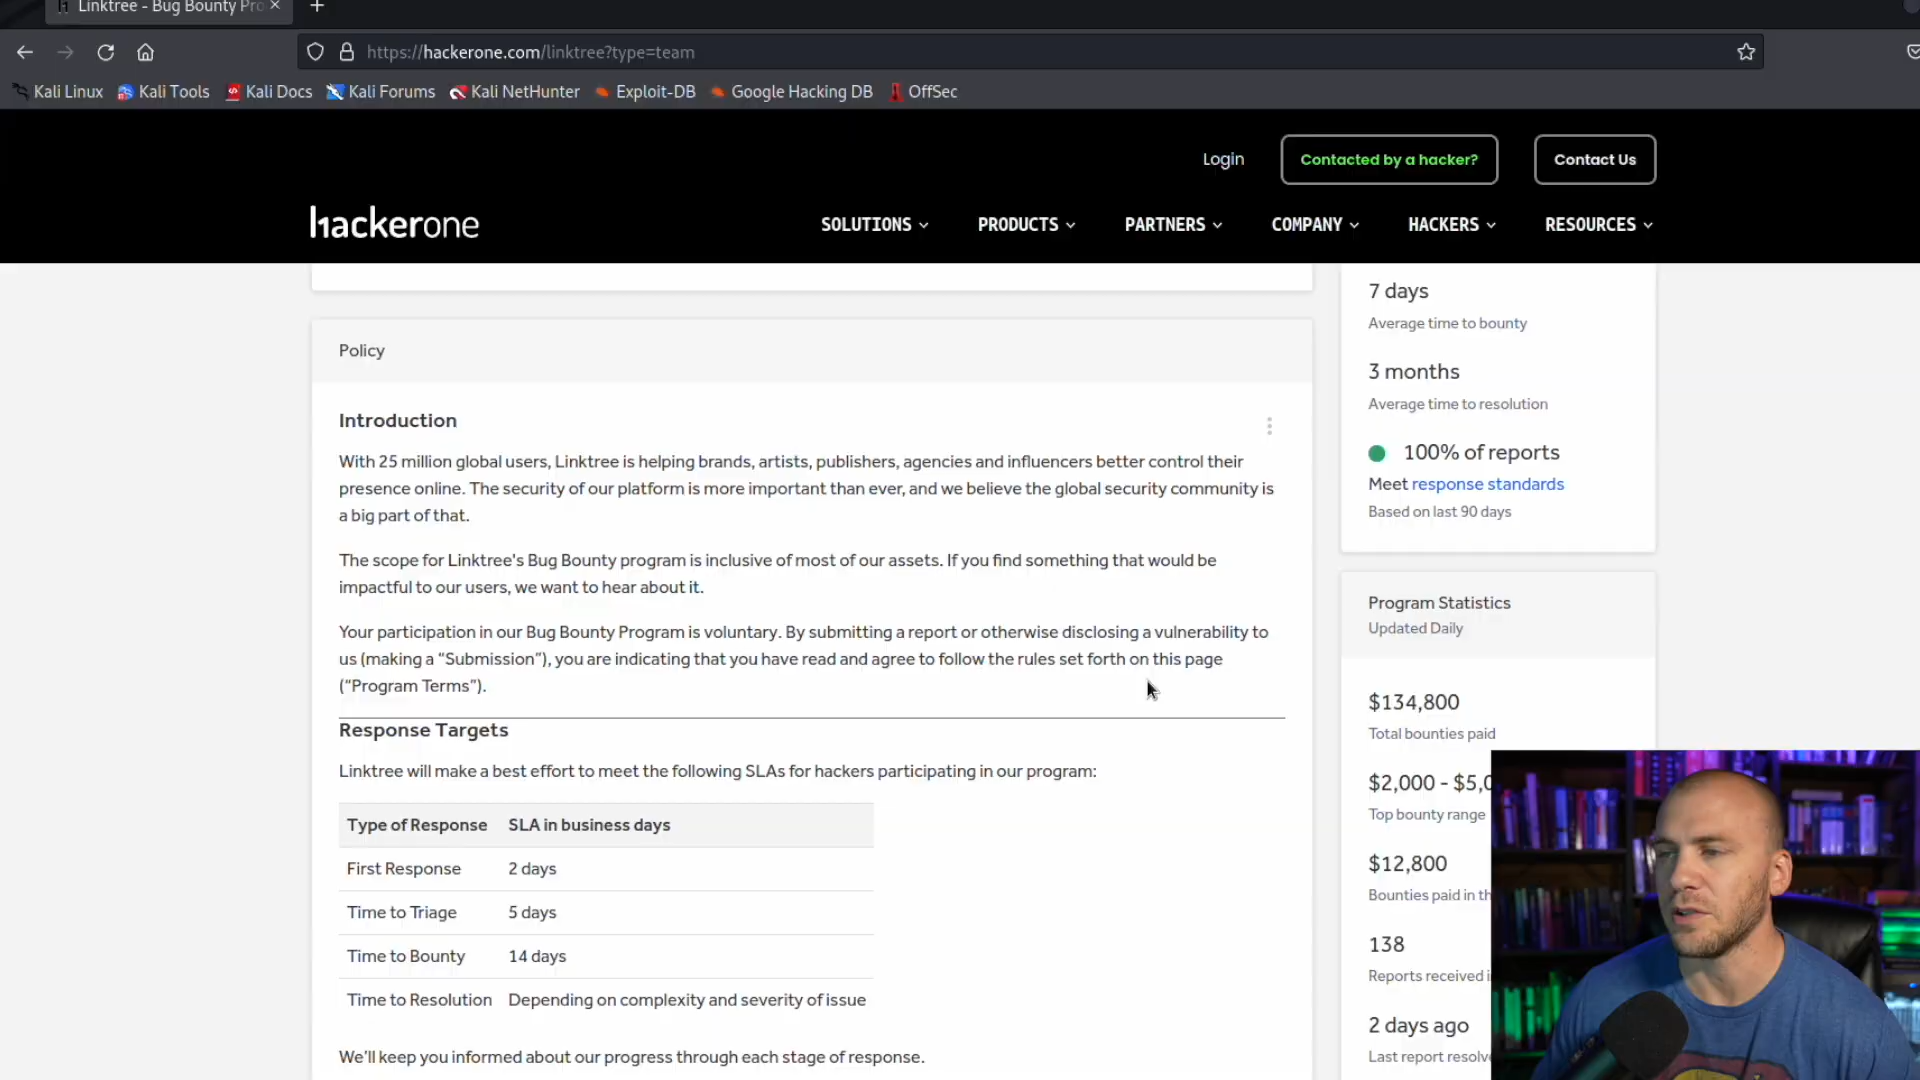 Linktree - Bug Bounty Pro
https://hackerone.com/linktree?type=team
Kali Linux Kali Tools Kali Docs Kali Forums Kali NetHunter Exploit-DB Google Hacking DB OffSec
Login Contacted by a hacker? Contact Us
hackerone SOLUTIONS PRODUCTS PARTNERS COMPANY HACKERS RESOURCES
Policy
Introduction
With 25 million global users, Linktree is helping brands, artists, publishers, agencies and influencers better control their
presence online. The security of our platform is more important than ever, and we believe the global security community is
a big part of that.
The scope for Linktree's Bug Bounty program is inclusive of most of our assets. If you find something that would be
impactful to our users, we want to hear about it.
Your participation in our Bug Bounty Program is voluntary. By submitting a report or otherwise disclosing a vulnerability to
us (making a “Submission”), you are indicating that you have read and agree to follow the rules set forth on this page
(“Program Terms”).
Response Targets
Linktree will make a best effort to meet the following SLAs for hackers participating in our program:
Type of Response SLA in business days
First Response 2 days
Time to Triage 5 days
Time to Bounty 14 days
Time to Resolution Depending on complexity and severity of issue
We'll keep you informed about our progress through each stage of response.
7 days
Average time to bounty
3 months
Average time to resolution
100% of reports
Meet response standards
Based on last 90 days
Program Statistics
Updated Daily
$134,800
Total bounties paid
$2,000 - $5,0
Top bounty range
$12,800
Bounties paid in th
138
Reports received i
2 days ago
Last report resolve